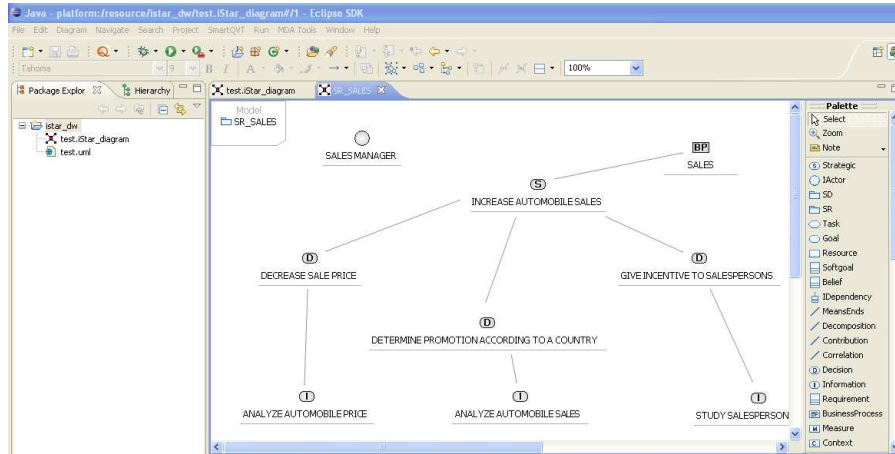 Java - platform:/resource/istar_dw/test.iStar_diagram#/1 - Eclipse SDK
File Edit Diagram Navigate Search Project SmartQVT Run MDA Tools Window Help
Tahoma 9 B I A 100%
Package Explor Hierarchy
test.iStar_diagram SR_SALES
istar_dw
test.iStar_diagram
test.uml
Model
SR_SALES
SALES MANAGER
BP
SALES
S
INCREASE AUTOMOBILE SALES
D
DECREASE SALE PRICE
D
GIVE INCENTIVE TO SALESPERSONS
D
DETERMINE PROMOTION ACCORDING TO A COUNTRY
I
ANALYZE AUTOMOBILE PRICE
I
ANALYZE AUTOMOBILE SALES
I
STUDY SALESPERSON
Palette
Select
Zoom
Note
S Strategic
IActor
SD
SR
Task
Goal
Resource
Softgoal
Belief
IDependency
MeansEnds
Decomposition
Contribution
Correlation
D Decision
I Information
Requirement
BP BusinessProcess
M Measure
C Context